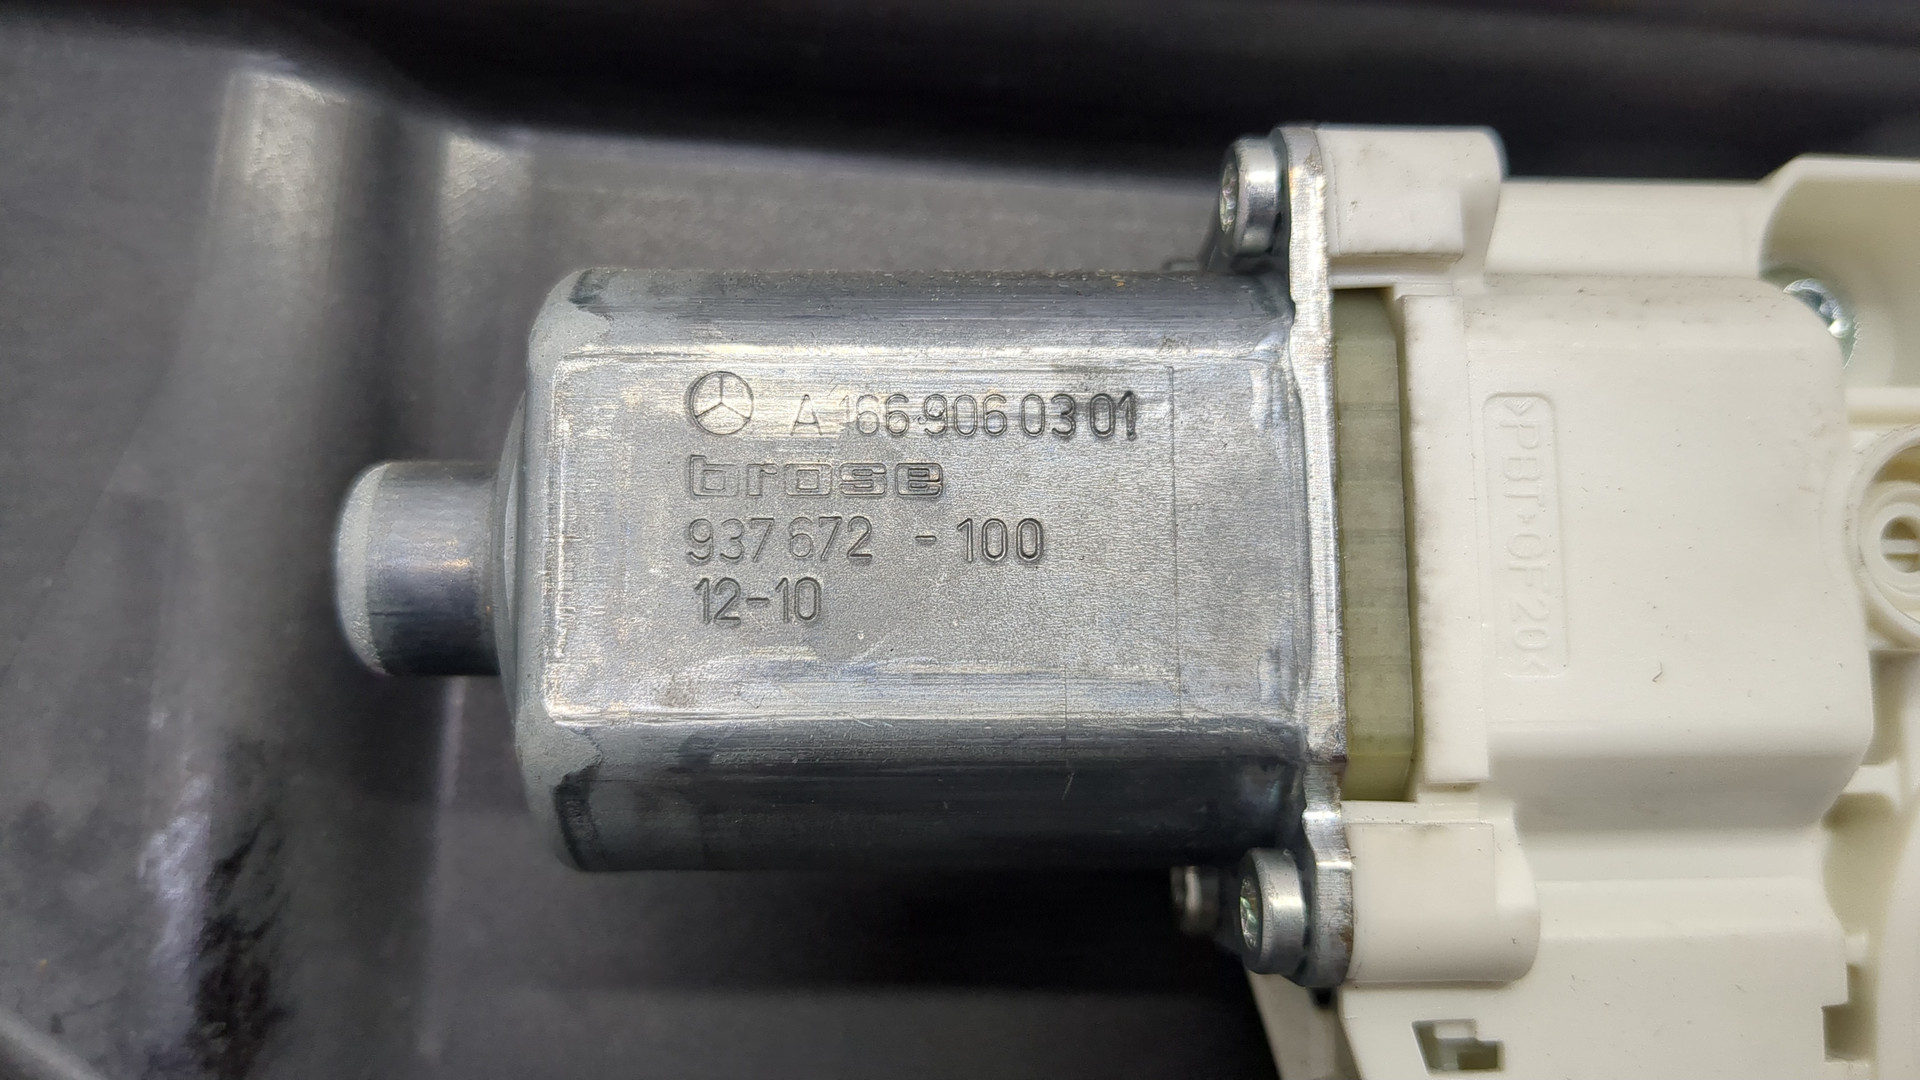 A 166 906 03 01
brose
937 672 - 100
12-10
>PBT-GF20<